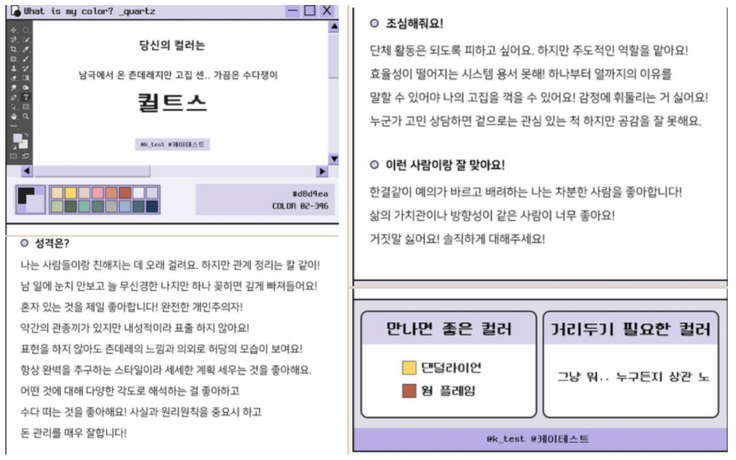 What is my color? _quartz
당신의 컬러는
남극에서 온 츤데레지만 고집 센.. 가끔은 수다쟁이
퀄트스
@k_test @케이테스트
#d8d4ea
COLOR 02-346
성격은?
나는 사람들이랑 친해지는 데 오래 걸려요. 하지만 관계 정리는 칼 같이!
남 일에 눈치 안보고 늘 무신경한 나지만 하나 꽂히면 깊게 빠져들어요!
혼자 있는 것을 제일 좋아합니다! 완전한 개인주의자!
약간의 관종끼가 있지만 내성적이라 표출 하지 않아요!
표현을 하지 않아도 츤데레의 느낌과 의외로 허당의 모습이 보여요!
항상 완벽을 추구하는 스타일이라 세세한 계획 세우는 것을 좋아해요.
어떤 것에 대해 다양한 각도로 해석하는 걸 좋아하고
수다 떠는 것을 좋아해요! 사실과 원리원칙을 중요시 하고
돈 관리를 매우 잘합니다!
조심해줘요!
단체 활동은 되도록 피하고 싶어요. 하지만 주도적인 역할을 맡아요!
효율성이 떨어지는 시스템 용서 못해! 하나부터 열까지의 이유를
말할 수 있어야 나의 고집을 꺾을 수 있어요! 감정에 휘둘리는 거 싫어요!
누군가 고민 상담하면 겉으로는 관심 있는 척 하지만 공감을 잘 못해요.
이런 사람이랑 잘 맞아요!
한결같이 예의가 바르고 배려하는 나는 차분한 사람을 좋아합니다!
삶의 가치관이나 방향성이 같은 사람이 너무 좋아요!
거짓말 싫어요! 솔직하게 대해주세요!
만나면 좋은 컬러
댄덜라이언
웜 플레임
거리두기 필요한 컬러
그냥 뭐.. 누구든지 상관 노
@k_test @케이테스트